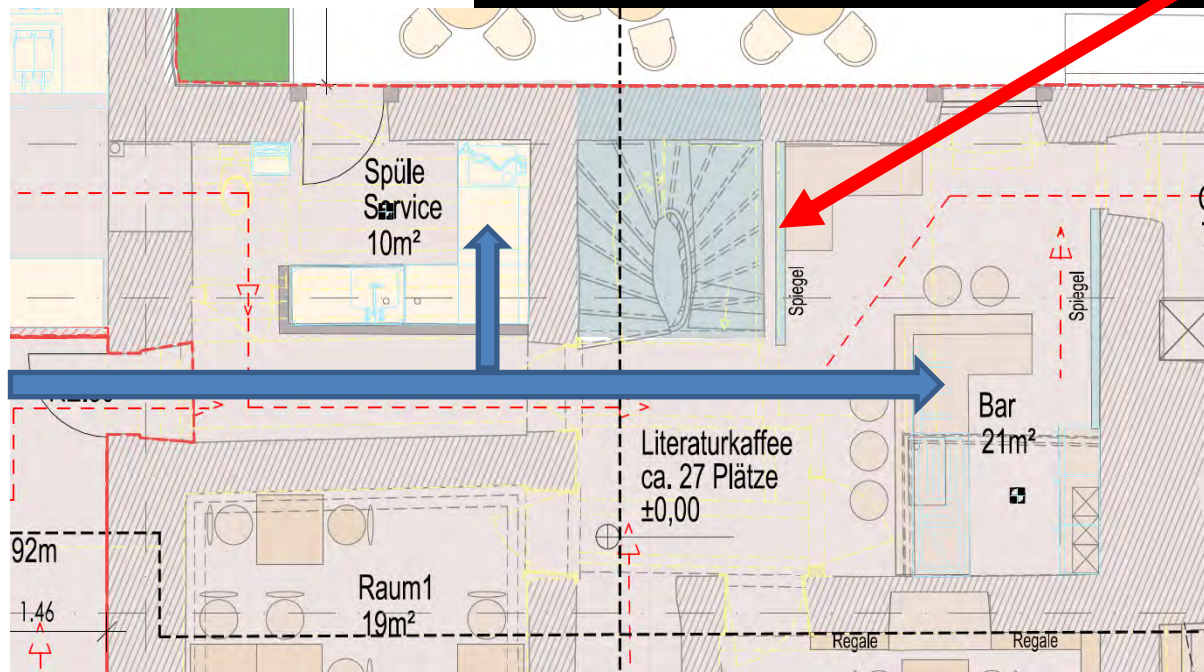 Spüle
Service
10m²
Spiegel
Spiegel
Bar
21m²
Literaturkaffee
ca. 27 Plätze
±0,00
92m
Raum1
19m²
1.46
Regale
Regale